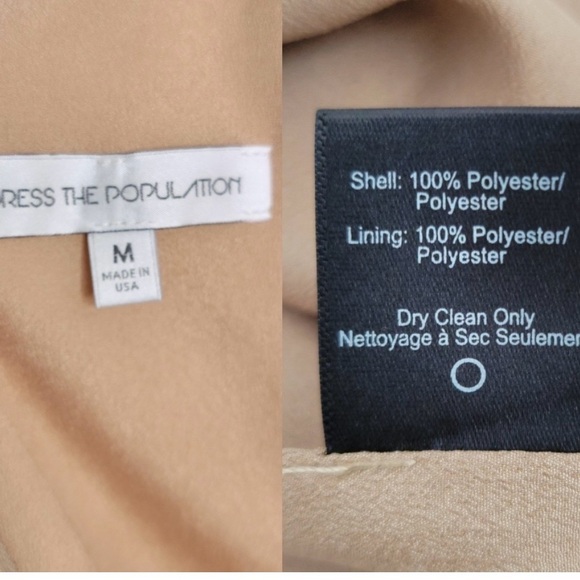 DRESS THE POPULATION
M
MADE IN
USA
Shell: 100% Polyester/
Polyester
Lining: 100% Polyester/
Polyester
Dry Clean Only
Nettoyage à Sec Seulemen